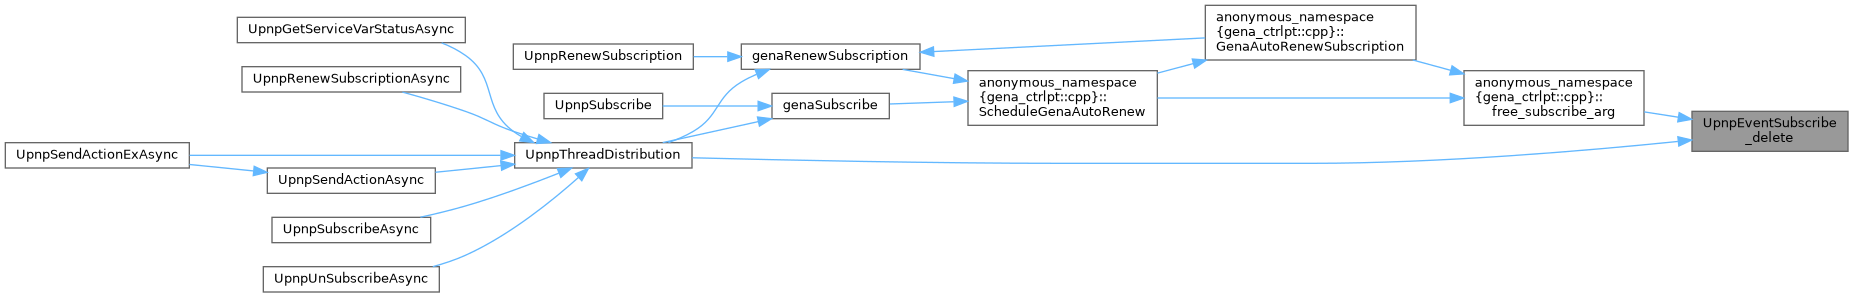 UpnpGetServiceVarStatusAsync
UpnpRenewSubscriptionAsync
UpnpSendActionExAsync
UpnpSendActionAsync
UpnpSubscribeAsync
UpnpUnSubscribeAsync
UpnpRenewSubscription
UpnpSubscribe
UpnpThreadDistribution
genaRenewSubscription
genaSubscribe
anonymous_namespace
{gena_ctrlpt::cpp}::
ScheduleGenaAutoRenew
anonymous_namespace
{gena_ctrlpt::cpp}::
GenaAutoRenewSubscription
anonymous_namespace
{gena_ctrlpt::cpp}::
free_subscribe_arg
UpnpEventSubscribe
_delete